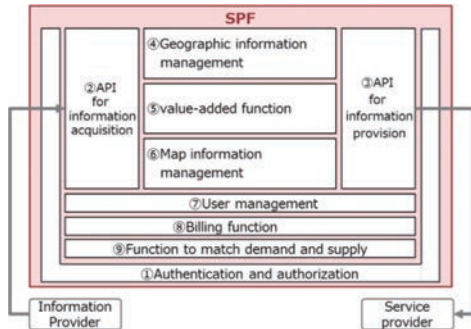 SPF
④Geographic information
management
②API
for
information
acquisition
⑤value-added function
③API
for
information
provision
⑥Map information
management
⑦User management
⑧Billing function
⑨Function to match demand and supply
①Authentication and authorization
Information
Provider
Service
provider